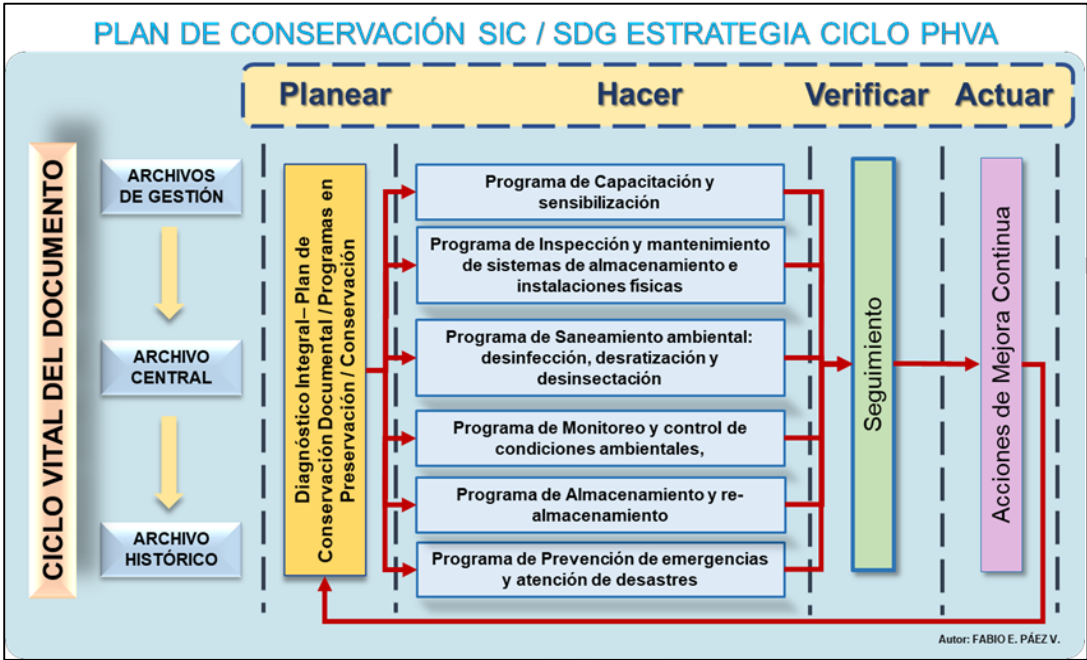 PLAN DE CONSERVACIÓN SIC / SDG ESTRATEGIA CICLO PHVA
Planear
Hacer
Verificar
Actuar
CICLO VITAL DEL DOCUMENTO
ARCHIVOS
DE GESTIÓN
ARCHIVO
CENTRAL
ARCHIVO
HISTÓRICO
Diagnóstico Integral– Plan de
Conservación Documental / Programas en
Preservación / Conservación
Programa de Capacitación y
sensibilización
Programa de Inspección y mantenimiento
de sistemas de almacenamiento e
instalaciones físicas
Programa de Saneamiento ambiental:
desinfección, desratización y
desinsectación
Programa de Monitoreo y control de
condiciones ambientales,
Programa de Almacenamiento y re-
almacenamiento
Programa de Prevención de emergencias
y atención de desastres
Seguimiento
Acciones de Mejora Continua
Autor: FABIO E. PÁEZ V.